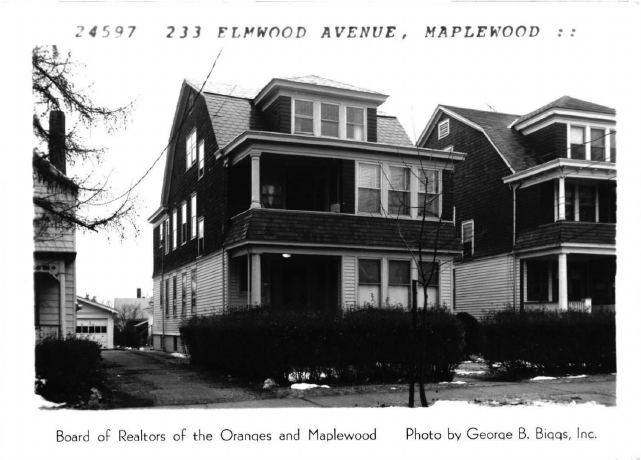 24597 233 ELMWOOD AVENUE, MAPLEWOOD ::
Board of Realtors of the Oranges and Maplewood Photo by George B. Biggs, Inc.